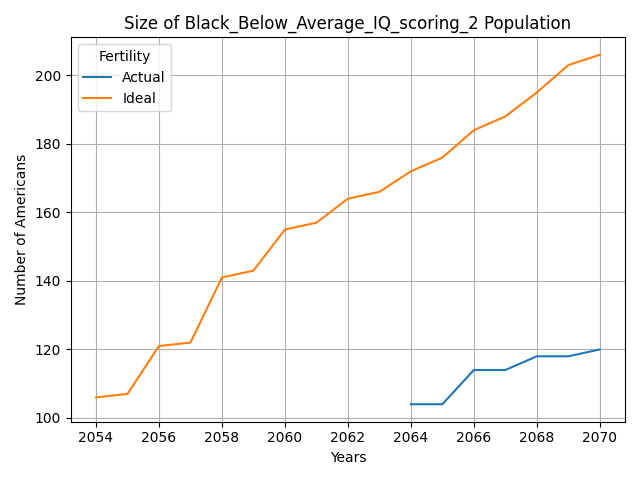 Size of Black_Below_Average_IQ_scoring_2 Population
Fertility
Actual
Ideal
Number of Americans
200
180
160
140
120
100
2054 2056 2058 2060 2062 2064 2066 2068 2070
Years